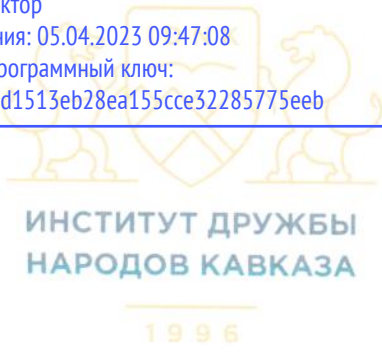 ктор
ния: 05.04.2023 09:47:08
рограммный ключ:
d1513eb28ea155cce32285775eeb
ИНСТИТУТ ДРУЖБЫ
НАРОДОВ КАВКАЗА
1996